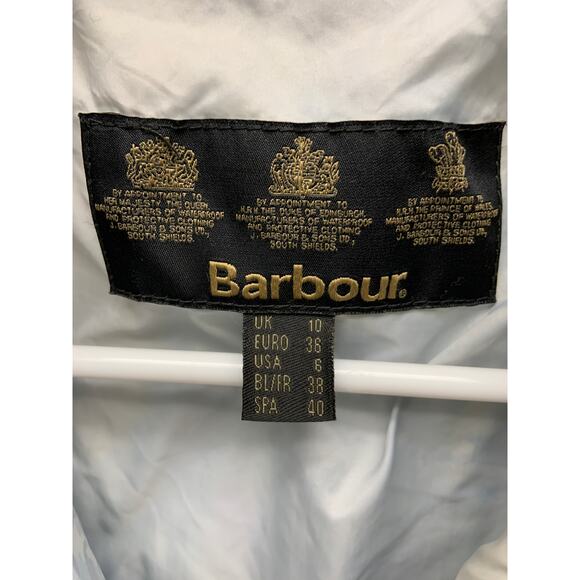 BY APPOINTMENT TO
HER MAJESTY THE QUEEN
MANUFACTURERS OF WATERPROOF
AND PROTECTIVE CLOTHING
J. BARBOUR & SONS LTD.,
SOUTH SHIELDS.
BY APPOINTMENT TO
H.R.H. THE DUKE OF EDINBURGH
MANUFACTURERS OF WATERPROOF
AND PROTECTIVE CLOTHING
J. BARBOUR & SONS LTD.,
SOUTH SHIELDS.
BY APPOINTMENT TO
H.R.H. THE PRINCE OF WALES
MANUFACTURERS OF WATERPROOF
AND PROTECTIVE CLOTHING
J. BARBOUR & SONS LTD.,
SOUTH SHIELDS.
Barbour®
UK 10
EURO 36
USA 6
BL/FR 38
SPA 40